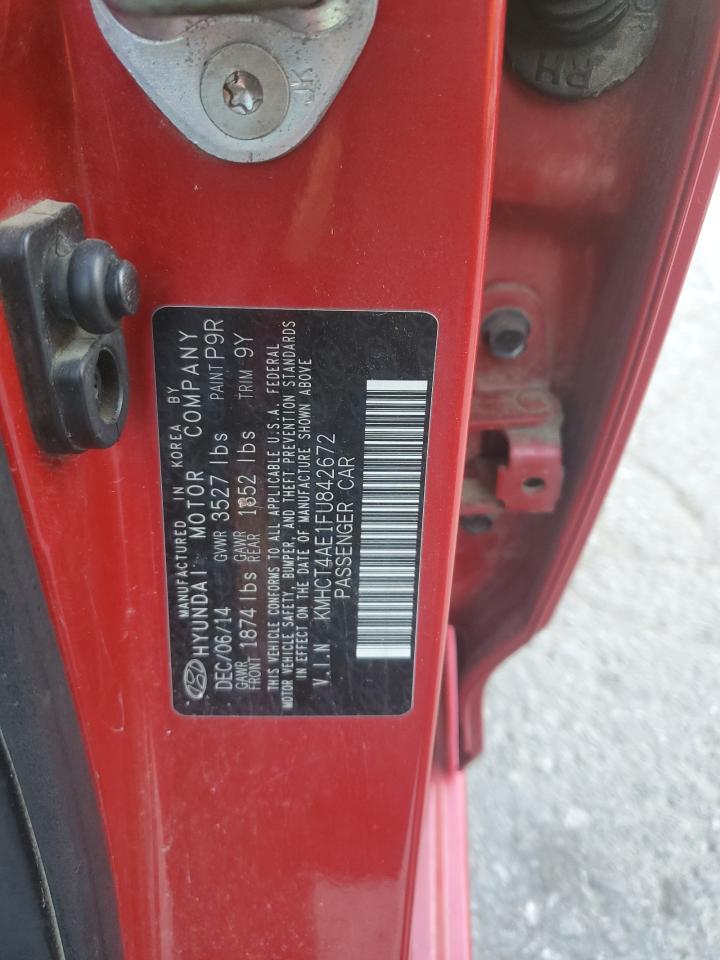 MANUFACTURED IN KOREA BY
HYUNDAI MOTOR COMPANY
DEC/06/14 GVWR 3527 lbs PAINT P9R
GAWR FRONT 1874 lbs GAWR REAR 1852 lbs TRIM 9Y
THIS VEHICLE CONFORMS TO ALL APPLICABLE U.S.A. FEDERAL
MOTOR VEHICLE SAFETY, BUMPER, AND THEFT PREVENTION STANDARDS
IN EFFECT ON THE DATE OF MANUFACTURE SHOWN ABOVE
V.I.N KMHCT4AE1FU842672
PASSENGER CAR
JK
RH